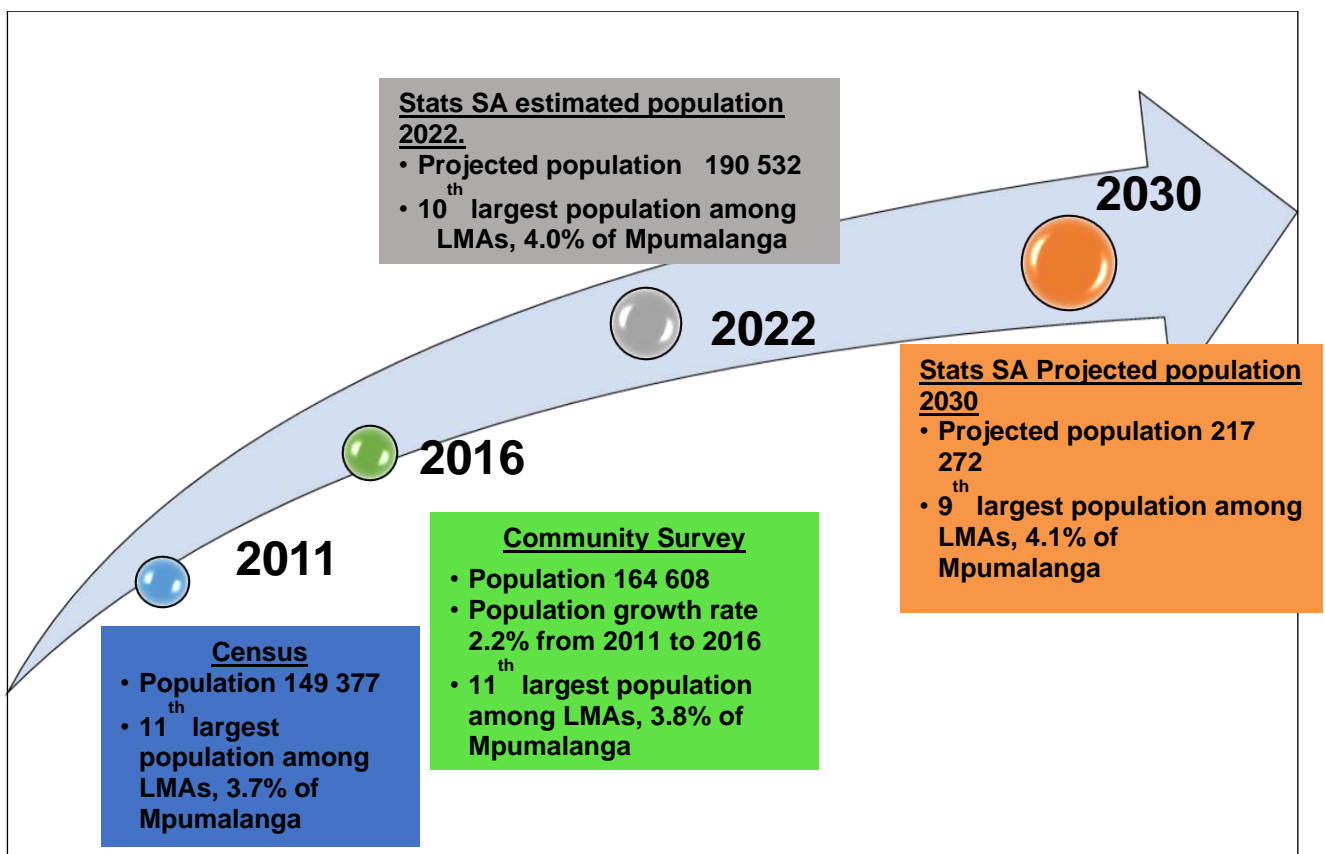 Stats SA estimated population
2022.
• Projected population 190 532
• 10th largest population among
LMAs, 4.0% of Mpumalanga
2030
2022
Stats SA Projected population
2030
• Projected population 217
272
• 9th largest population among
LMAs, 4.1% of
Mpumalanga
2016
Community Survey
• Population 164 608
• Population growth rate
2.2% from 2011 to 2016
• 11th largest population
among LMAs, 3.8% of
Mpumalanga
2011
Census
• Population 149 377
• 11th largest
population among
LMAs, 3.7% of
Mpumalanga